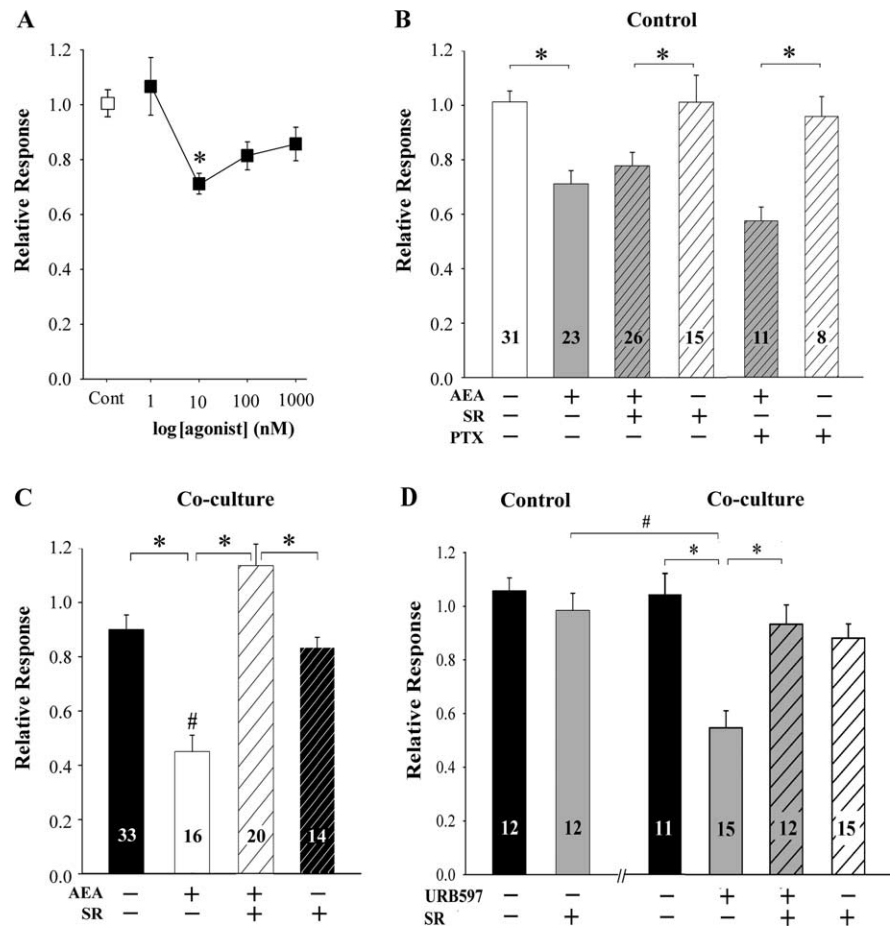 A
Relative Response
1.2
1.0
0.8
0.6
0.4
0.2
0.0
*
Cont 1 10 100 1000
log[agonist] (nM)
B
Control
Relative Response
1.2
1.0
0.8
0.6
0.4
0.2
0.0
* * *
31 23 26 15 11 8
AEA − + + − + −
SR − − + + − −
PTX − − − − + +
C
Co-culture
Relative Response
1.2
1.0
0.8
0.6
0.4
0.2
0.0
* * *
#
33 16 20 14
AEA − + + −
SR − − + +
D
Control Co-culture
Relative Response
1.2
1.0
0.8
0.6
0.4
0.2
0.0
#
* *
12 12 11 15 12 15
//
URB597 − − − + + −
SR − + − − + +